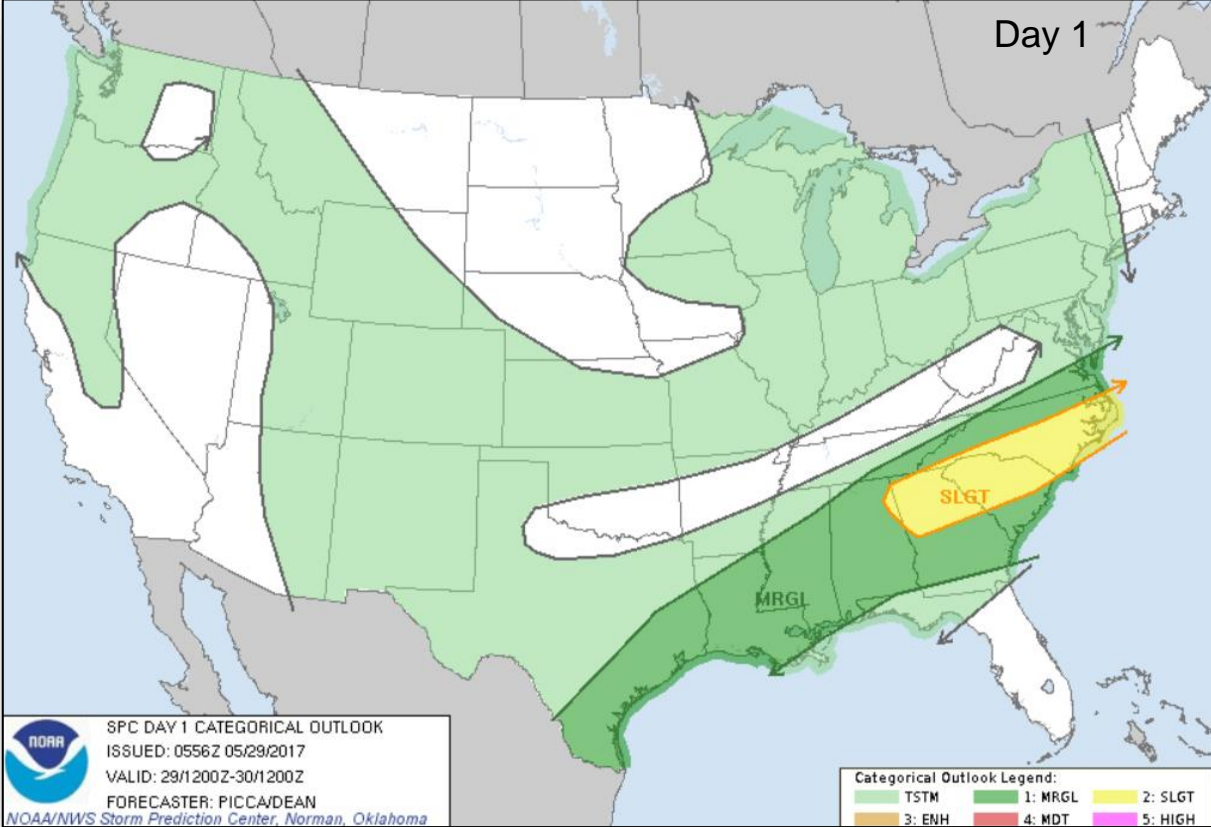 Day 1
SLGT
MRGL
NOAA
SPC DAY 1 CATEGORICAL OUTLOOK
ISSUED: 0556Z 05/29/2017
VALID: 29/1200Z-30/1200Z
FORECASTER: PICCA/DEAN
NOAA/NWS Storm Prediction Center, Norman, Oklahoma
Categorical Outlook Legend:
TSTM 1: MRGL 2: SLGT
3: ENH 4: MDT 5: HIGH